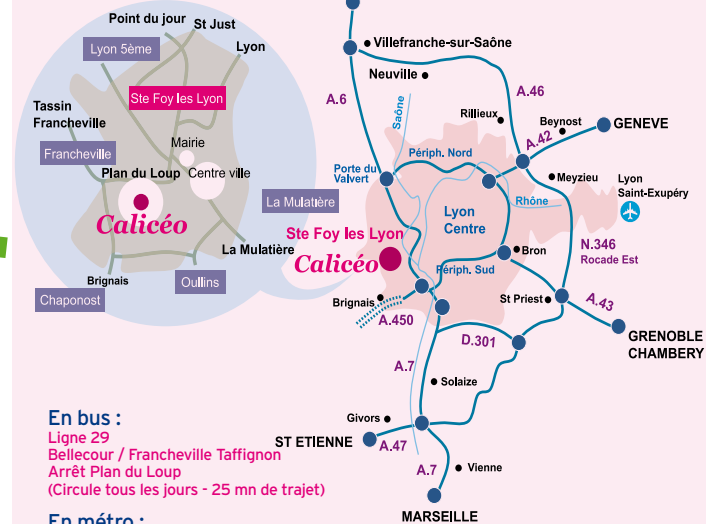 Point du jour
St Just
Lyon 5ème
Lyon
Ste Foy les Lyon
Tassin
Francheville
Mairie
Francheville
Plan du Loup
Centre ville
Calicéo
La Mulatière
La Mulatière
Brignais
Oullins
Chaponost
Villefranche-sur-Saône
Neuville
A.6
A.46
Saône
Rillieux
Beynost
GENEVE
A.42
Périph. Nord
Porte du
Valvert
Meyzieu
Lyon
Saint-Exupéry
Rhône
Lyon
Centre
Ste Foy les Lyon
Calicéo
Bron
N.346
Rocade Est
Périph. Sud
Brignais
St Priest
A.43
A.450
D.301
GRENOBLE
CHAMBERY
A.7
Solaize
Givors
ST ETIENNE
A.47
A.7
Vienne
MARSEILLE
En bus :
Ligne 29
Bellecour / Francheville Taffignon
Arrêt Plan du Loup
(Circule tous les jours - 25 mn de trajet)
En métro :